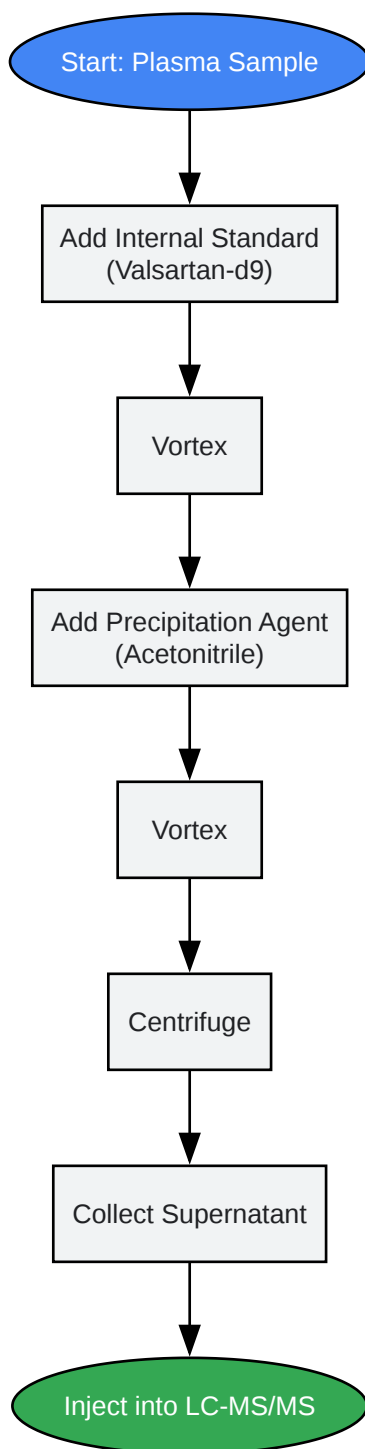 Start: Plasma Sample
Add Internal Standard
(Valsartan-d9)
Vortex
Add Precipitation Agent
(Acetonitrile)
Vortex
Centrifuge
Collect Supernatant
Inject into LC-MS/MS